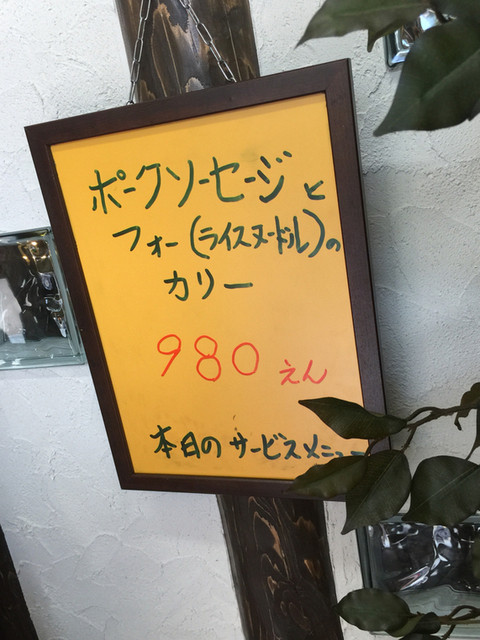 ポークソーセージと
フォー(ライスヌードル)の
カリー
980えん
本日のサービスメニュー